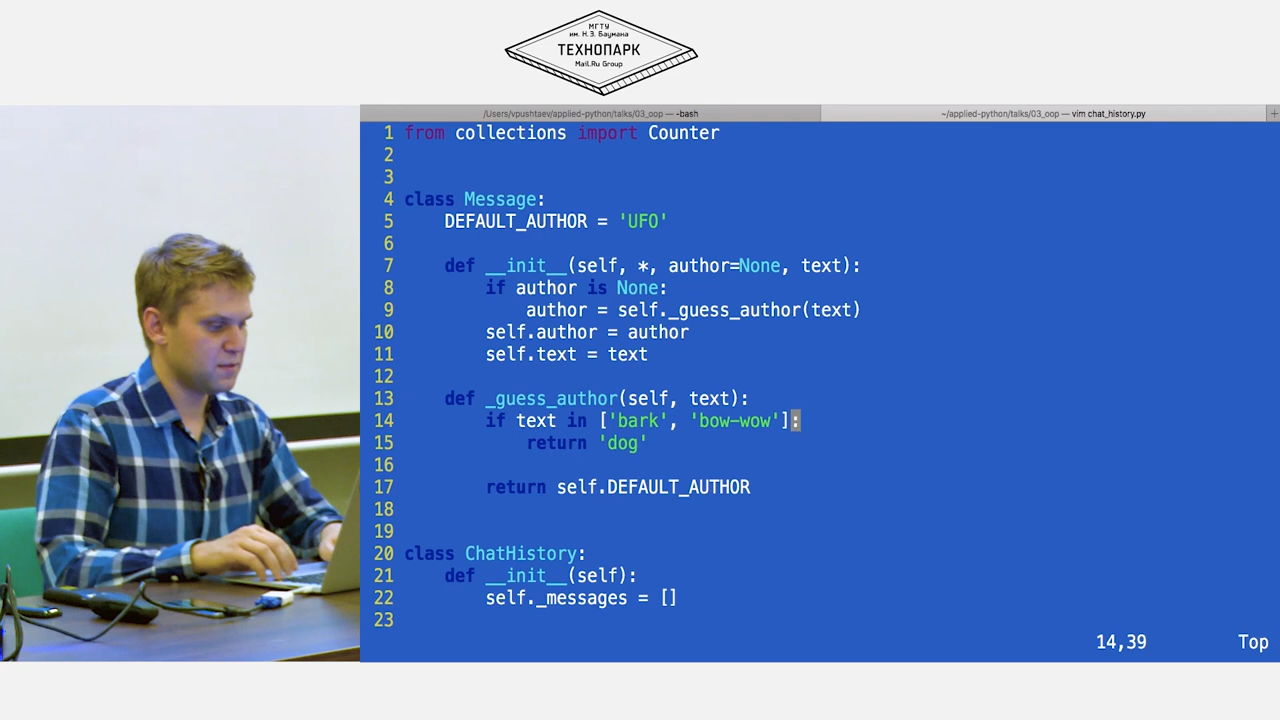 МГТУ
им. Н.Э. Баумана
ТЕХНОПАРК
Mail.Ru Group
/Users/vpushtaev/applied-python/talks/03_oop — -bash
~/applied-python/talks/03_oop — vim chat_history.py
+
1 from collections import Counter
2
3
4 class Message:
5     DEFAULT_AUTHOR = 'UFO'
6
7     def __init__(self, *, author=None, text):
8         if author is None:
9             author = self._guess_author(text)
10         self.author = author
11         self.text = text
12
13     def _guess_author(self, text):
14         if text in ['bark', 'bow-wow']:
15             return 'dog'
16
17         return self.DEFAULT_AUTHOR
18
19
20 class ChatHistory:
21     def __init__(self):
22         self._messages = []
23
14,39 Top